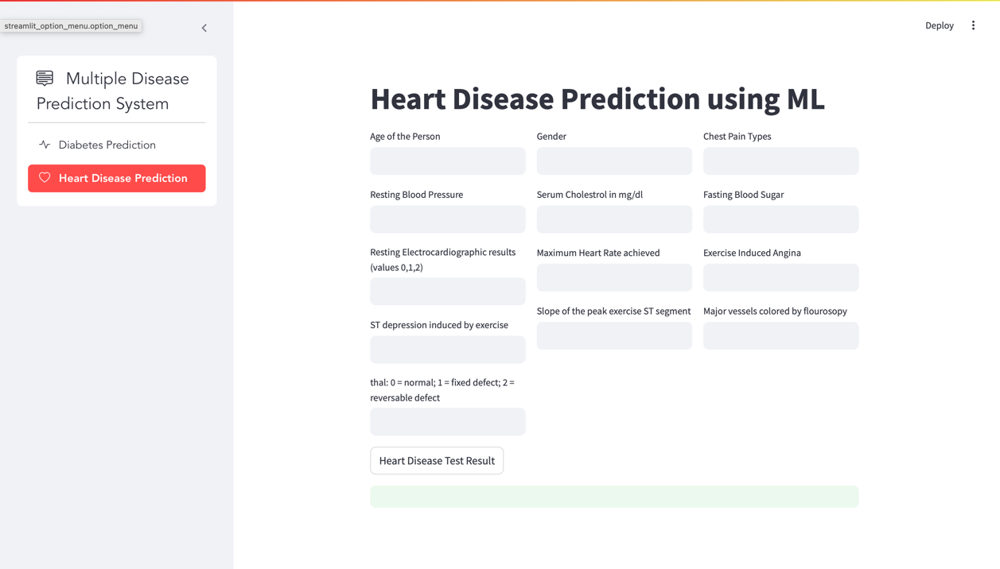 streamlit_option_menu.option_menu
Deploy
Multiple Disease
Prediction System
Diabetes Prediction
Heart Disease Prediction
Heart Disease Prediction using ML
Age of the Person
Gender
Chest Pain Types
Resting Blood Pressure
Serum Cholestrol in mg/dl
Fasting Blood Sugar
Resting Electrocardiographic results
(values 0,1,2)
Maximum Heart Rate achieved
Exercise Induced Angina
ST depression induced by exercise
Slope of the peak exercise ST segment
Major vessels colored by flourosopy
thal: 0 = normal; 1 = fixed defect; 2 =
reversable defect
Heart Disease Test Result